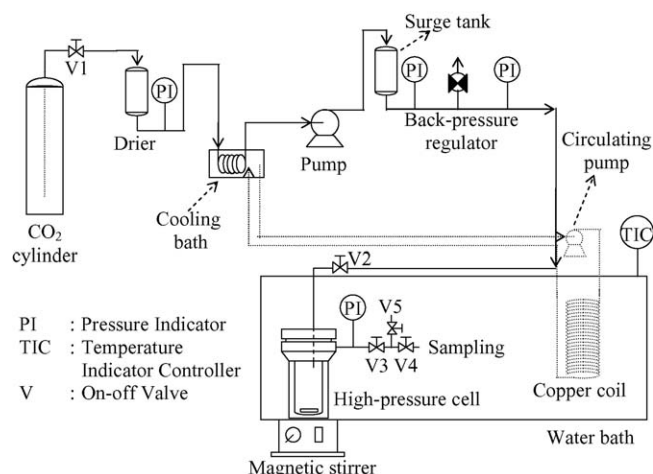 Surge tank
V1
PI
PI
PI
Drier
Back-pressure
regulator
Pump
Circulating
pump
Cooling
bath
CO₂
cylinder
TIC
V2
PI
V5
Sampling
V3 V4
PI : Pressure Indicator
TIC : Temperature
Indicator Controller
V : On-off Valve
High-pressure cell
Copper coil
Water bath
Magnetic stirrer